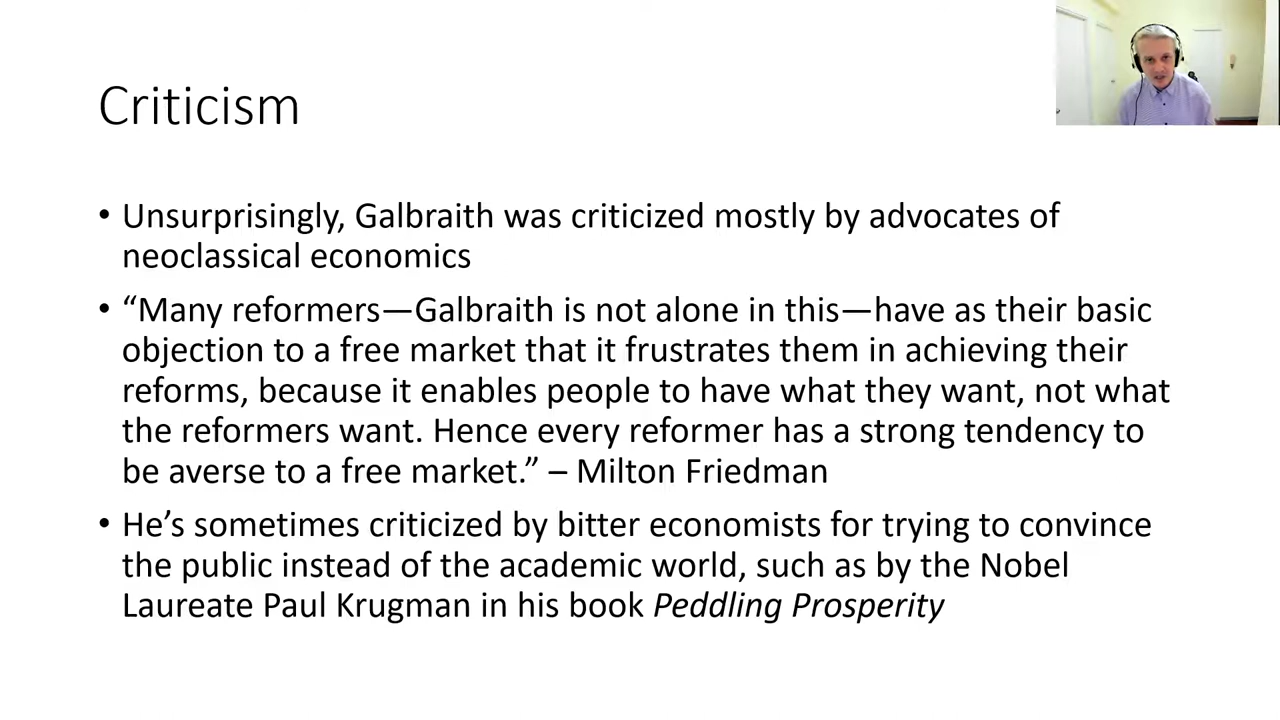 Criticism
• Unsurprisingly, Galbraith was criticized mostly by advocates of
neoclassical economics
• “Many reformers—Galbraith is not alone in this—have as their basic
objection to a free market that it frustrates them in achieving their
reforms, because it enables people to have what they want, not what
the reformers want. Hence every reformer has a strong tendency to
be averse to a free market.” – Milton Friedman
• He’s sometimes criticized by bitter economists for trying to convince
the public instead of the academic world, such as by the Nobel
Laureate Paul Krugman in his book Peddling Prosperity